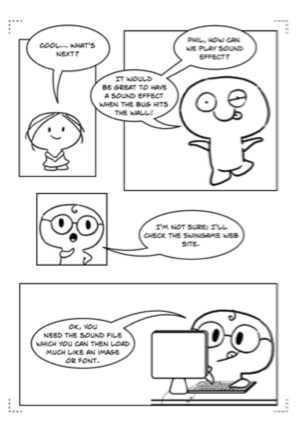 COOL... WHAT'S
NEXT?
PHIL, HOW CAN
WE PLAY SOUND
EFFECT?
IT WOULD
BE GREAT TO HAVE
A SOUND EFFECT
WHEN THE BUG HITS
THE WALL!
I'M NOT SURE; I'LL
CHECK THE SWINGAME WEB
SITE.
OK, YOU
NEED THE SOUND FILE
WHICH YOU CAN THEN LOAD
MUCH LIKE AN IMAGE
OR FONT.